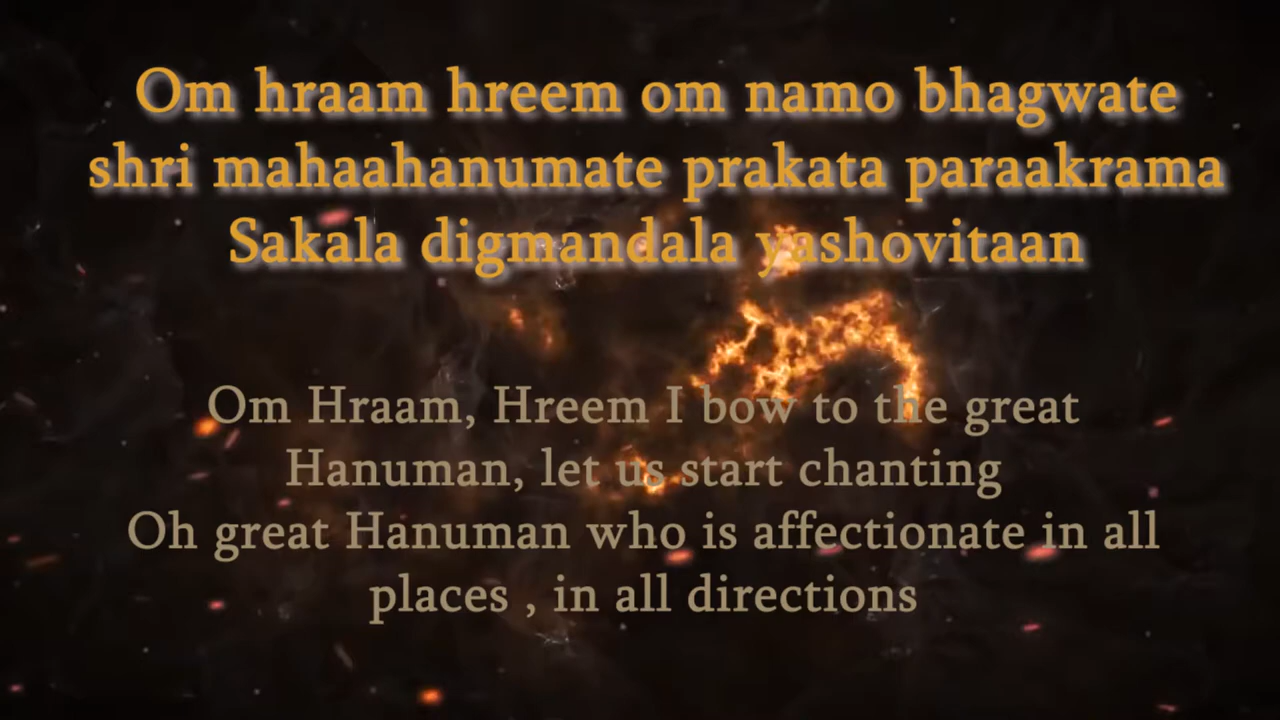 Om hraam hreem om namo bhagwate
shri mahaahanumate prakata paraakrama
Sakala digmandala yashovitaan
Om Hraam, Hreem I bow to the great
Hanuman, let us start chanting
Oh great Hanuman who is affectionate in all
places , in all directions